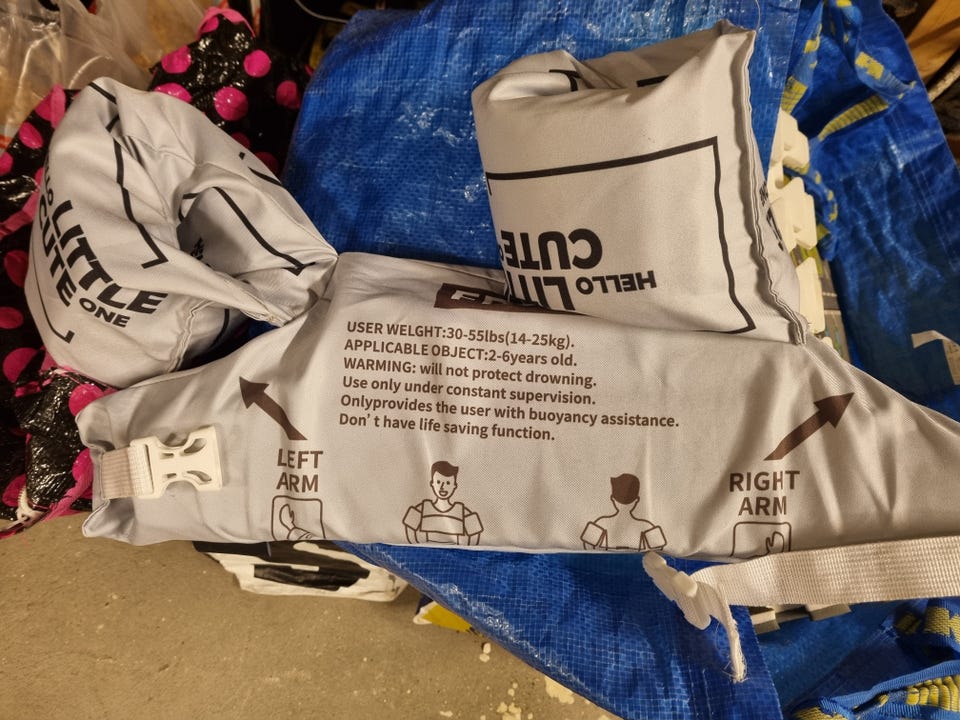 HELLO
LITTLE
CUTE
ONE
HELLO
CUTE
USER WELGHT:30-55lbs(14-25kg).
APPLICABLE OBJECT:2-6years old.
WARMING: will not protect drowning.
Use only under constant supervision.
Onlyprovides the user with buoyancy assistance.
Don't have life saving function.
LEFT
ARM
RIGHT
ARM